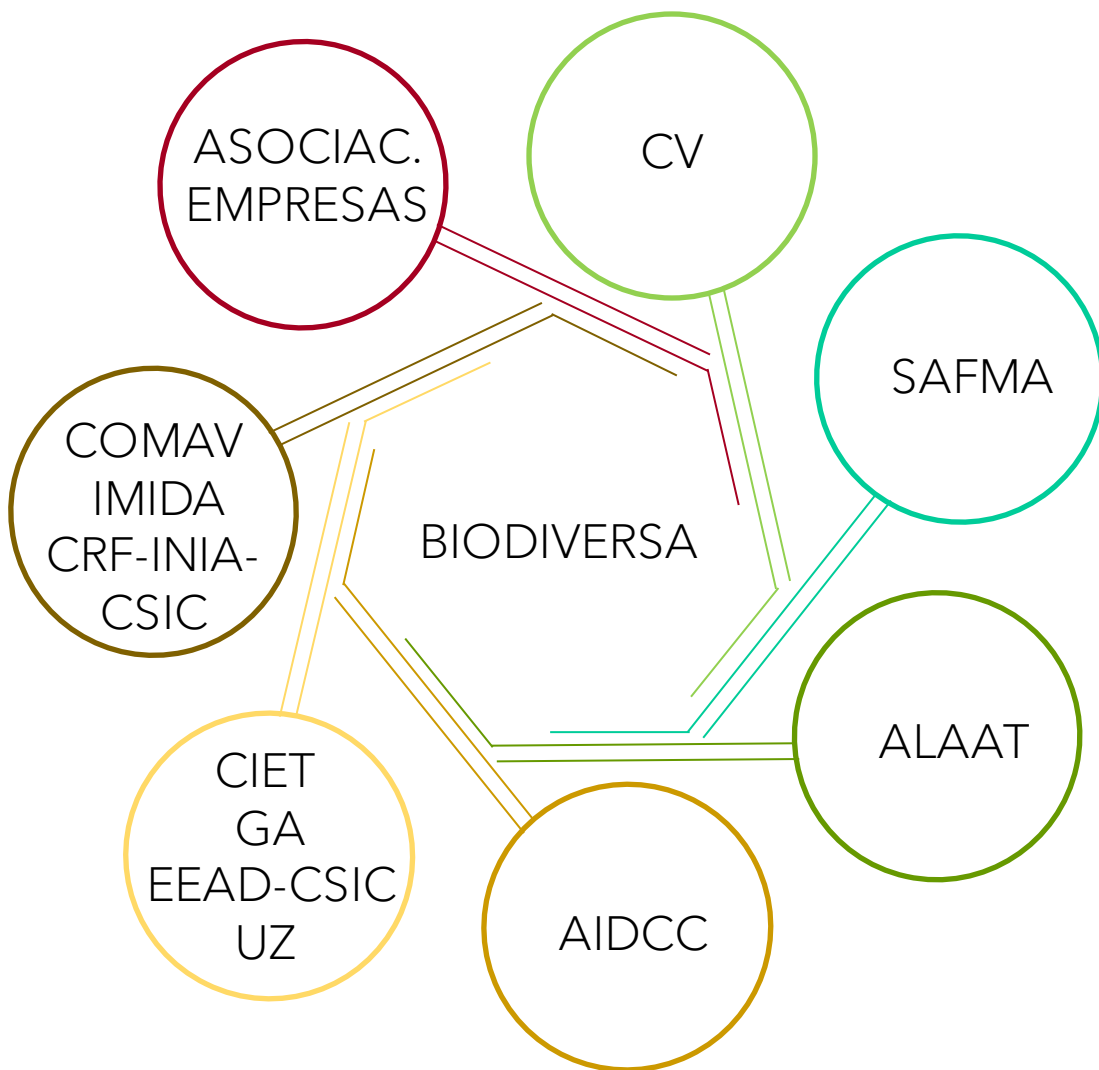 ASOCIAC.
EMPRESAS
CV
SAFMA
COMAV
IMIDA
CRF-INIA-
CSIC
BIODIVERSA
ALAAT
CIET
GA
EEAD-CSIC
UZ
AIDCC